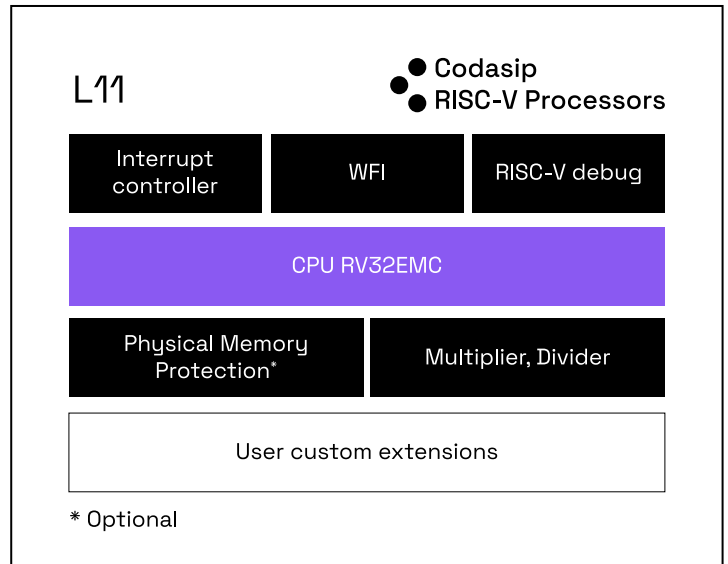 L11
Codasip
RISC-V Processors
Interrupt
controller
WFI
RISC-V debug
CPU RV32EMC
Physical Memory
Protection*
Multiplier, Divider
User custom extensions
* Optional